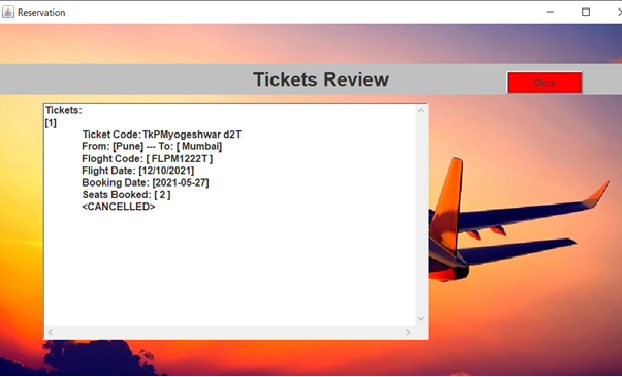 Reservation
Tickets Review
Close
Tickets::
[1]
Ticket Code: TkPMyogeshwar d2T
From: [Pune] --- To: [ Mumbai]
Floght Code: [ FLPM1222T ]
Flight Date: [12/10/2021]
Booking Date: [2021-05-27]
Seats Booked: [ 2 ]
<CANCELLED>